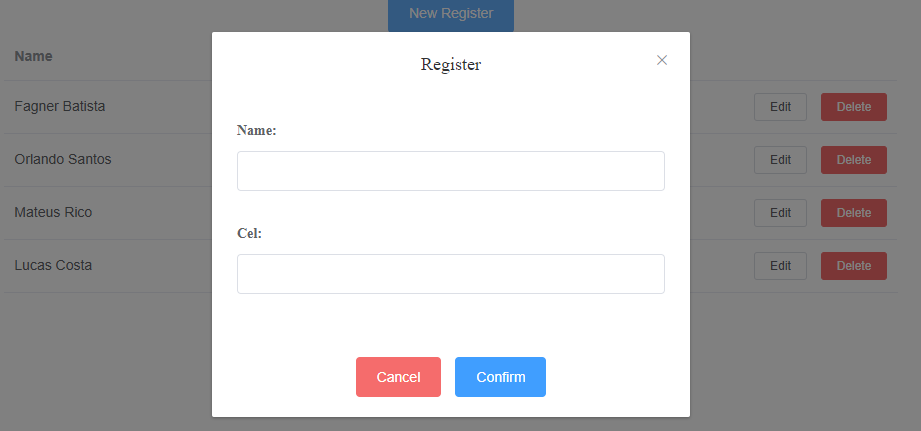 New Register
Name
Register
Fagner Batista
Edit Delete
Name:
Orlando Santos
Edit Delete
Mateus Rico
Edit Delete
Cel:
Lucas Costa
Edit Delete
Cancel Confirm